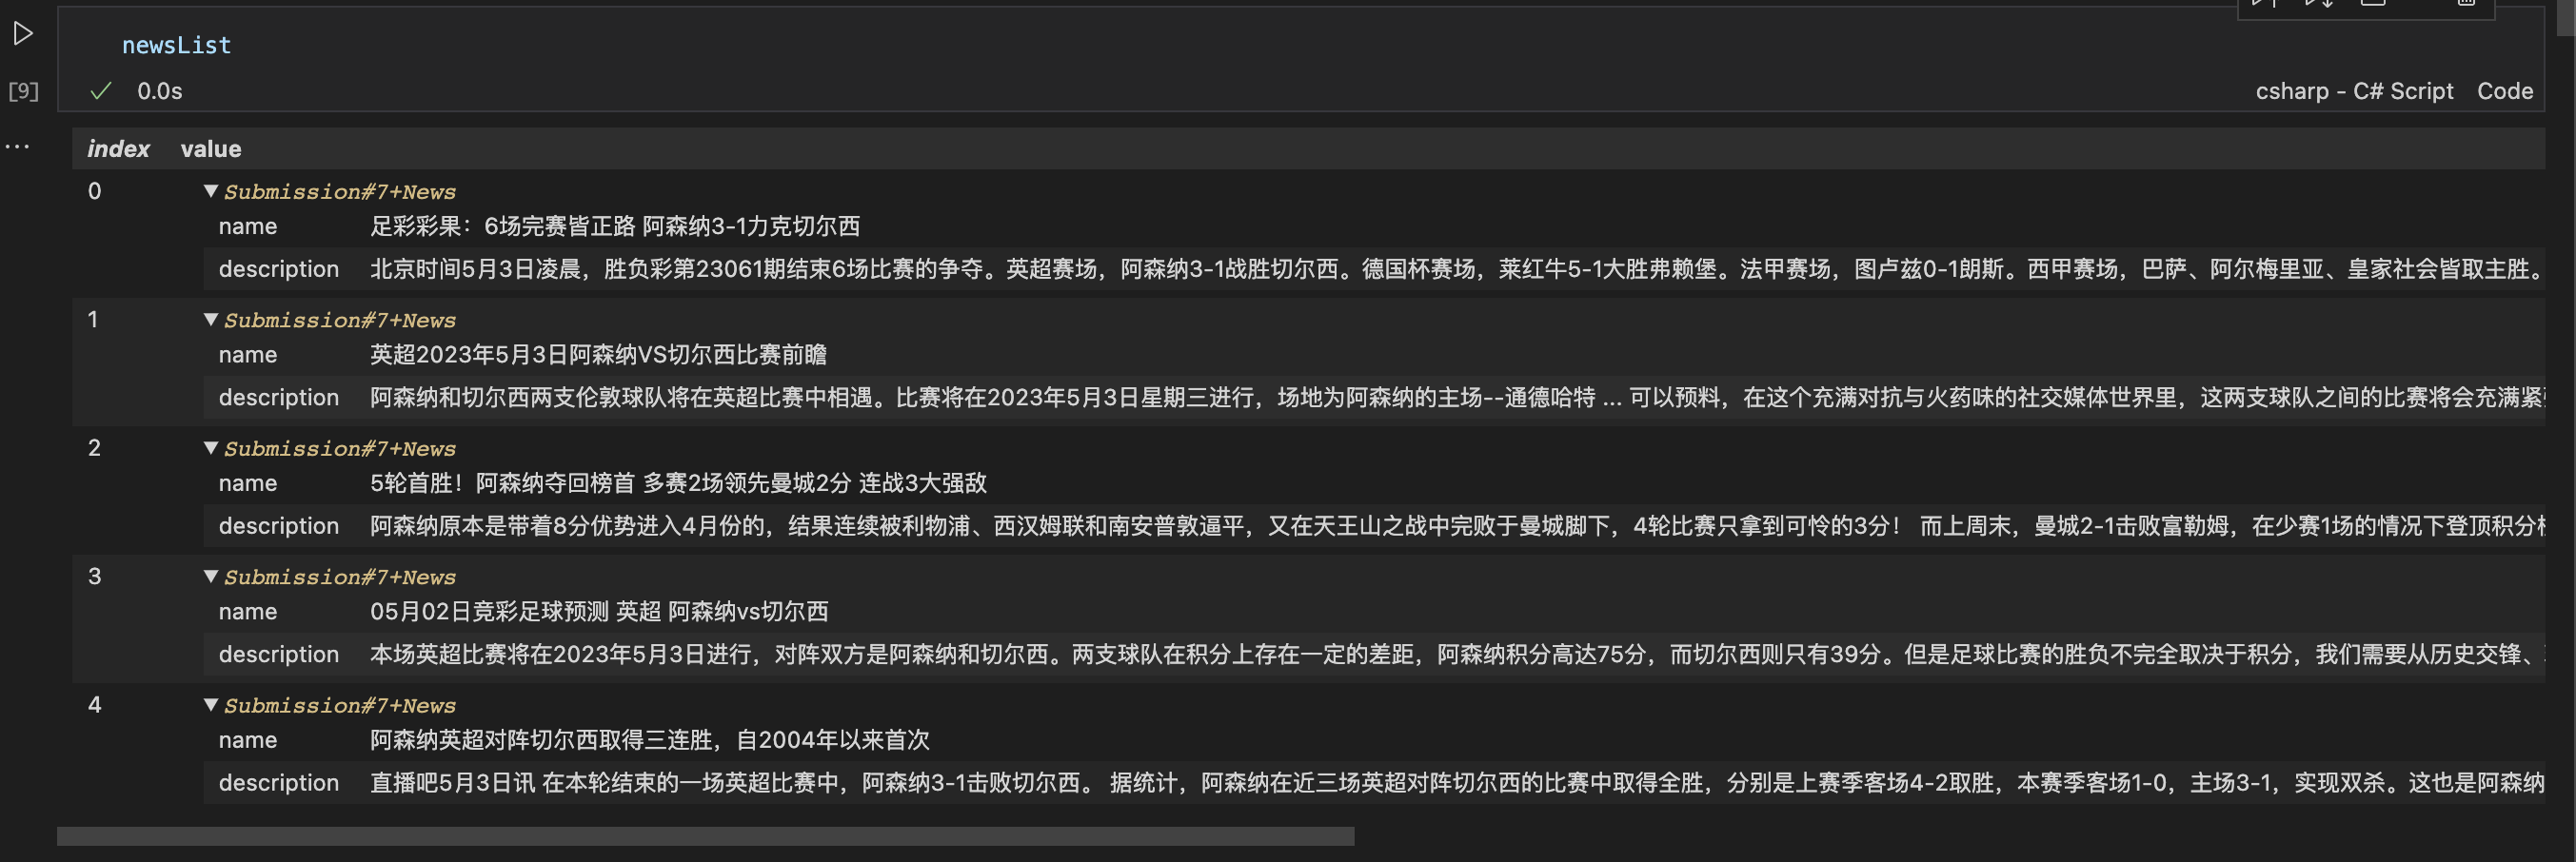 newsList
[9]
0.0s
csharp - C# Script Code
...
index value
0 Submission#7+News
name 足彩彩果：6场完赛皆正路 阿森纳3-1力克切尔西
description 北京时间5月3日凌晨，胜负彩第23061期结束6场比赛的争夺。英超赛场，阿森纳3-1战胜切尔西。德国杯赛场，莱红牛5-1大胜弗赖堡。法甲赛场，图卢兹0-1朗斯。西甲赛场，巴萨、阿尔梅里亚、皇家社会皆取主胜。
1 Submission#7+News
name 英超2023年5月3日阿森纳VS切尔西比赛前瞻
description 阿森纳和切尔西两支伦敦球队将在英超比赛中相遇。比赛将在2023年5月3日星期三进行，场地为阿森纳的主场--通德哈特 ... 可以预料，在这个充满对抗与火药味的社交媒体世界里，这两支球队之间的比赛将会充满紧
2 Submission#7+News
name 5轮首胜！阿森纳夺回榜首 多赛2场领先曼城2分 连战3大强敌
description 阿森纳原本是带着8分优势进入4月份的，结果连续被利物浦、西汉姆联和南安普敦逼平，又在天王山之战中完败于曼城脚下，4轮比赛只拿到可怜的3分！ 而上周末，曼城2-1击败富勒姆，在少赛1场的情况下登顶积分
3 Submission#7+News
name 05月02日竞彩足球预测 英超 阿森纳vs切尔西
description 本场英超比赛将在2023年5月3日进行，对阵双方是阿森纳和切尔西。两支球队在积分上存在一定的差距，阿森纳积分高达75分，而切尔西则只有39分。但是足球比赛的胜负不完全取决于积分，我们需要从历史交锋、
4 Submission#7+News
name 阿森纳英超对阵切尔西取得三连胜，自2004年以来首次
description 直播吧5月3日讯 在本轮结束的一场英超比赛中，阿森纳3-1击败切尔西。 据统计，阿森纳在近三场英超对阵切尔西的比赛中取得全胜，分别是上赛季客场4-2取胜，本赛季客场1-0，主场3-1，实现双杀。这也是阿森纳